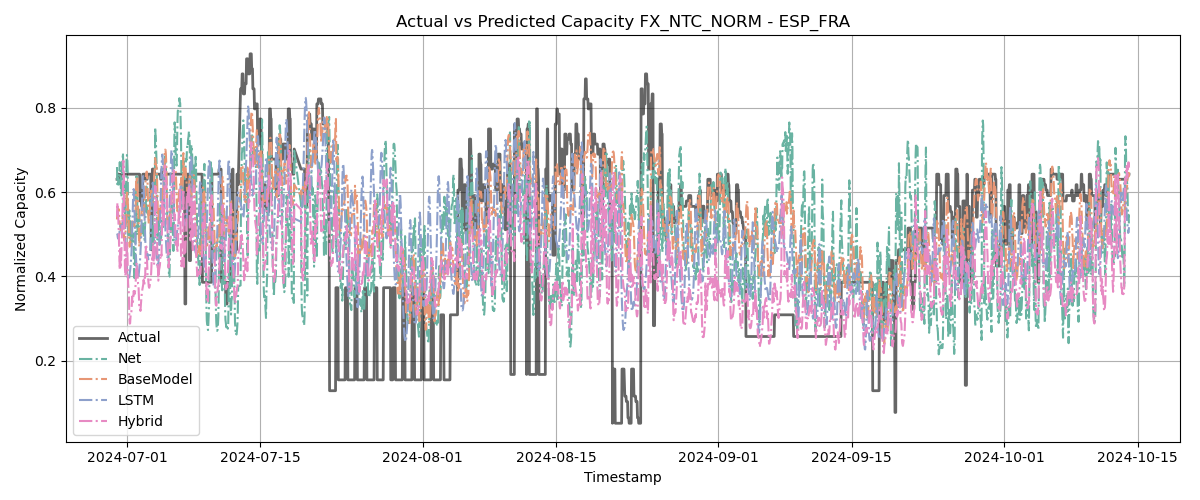 Actual vs Predicted Capacity FX_NTC_NORM - ESP_FRA
Normalized Capacity
0.8
0.6
0.4
0.2
Actual
Net
BaseModel
LSTM
Hybrid
2024-07-01 2024-07-15 2024-08-01 2024-08-15 2024-09-01 2024-09-15 2024-10-01 2024-10-15
Timestamp